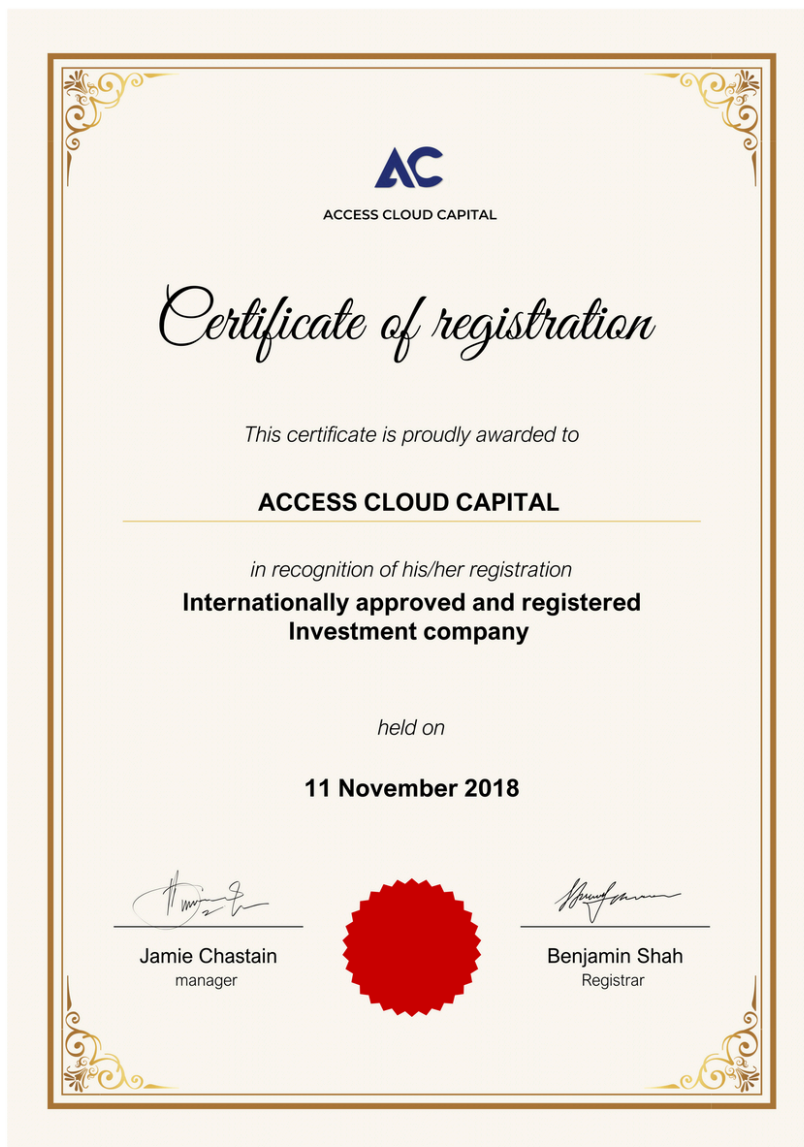 AC
ACCESS CLOUD CAPITAL
Certificate of registration
This certificate is proudly awarded to
ACCESS CLOUD CAPITAL
in recognition of his/her registration
Internationally approved and registered
Investment company
held on
11 November 2018
Jamie Chastain
manager
Benjamin Shah
Registrar